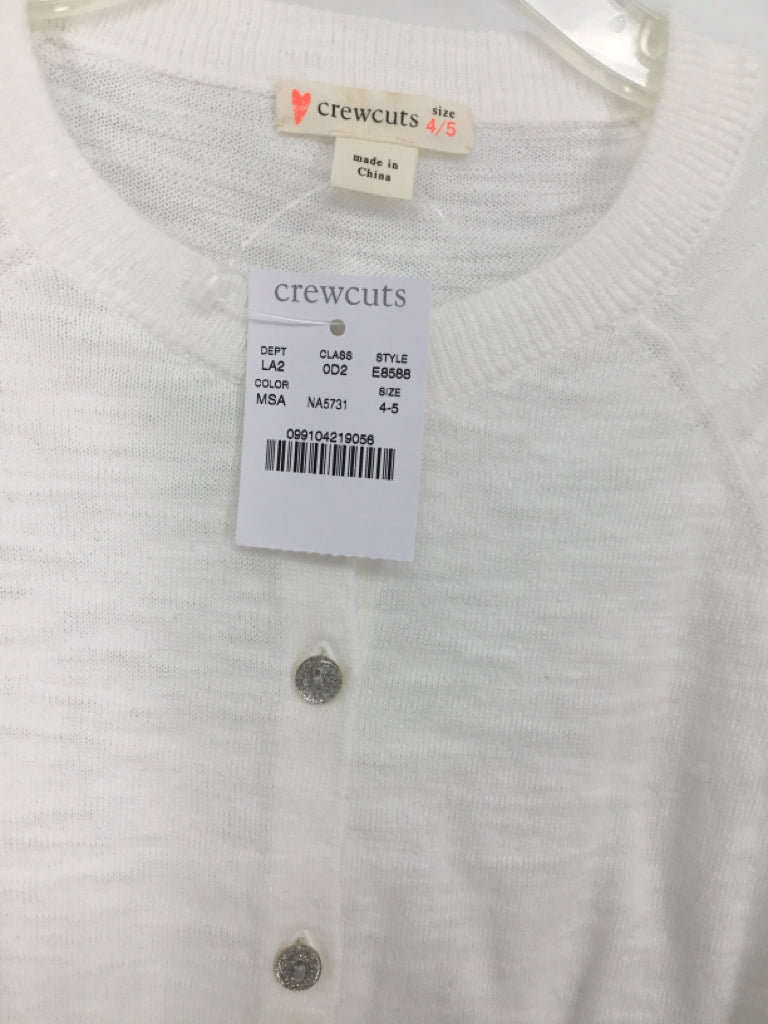 crewcuts size 4/5
made in
China
crewcuts
DEPT CLASS STYLE
LA2 0D2 E8588
COLOR SIZE
MSA NA5731 4-5
099104219056